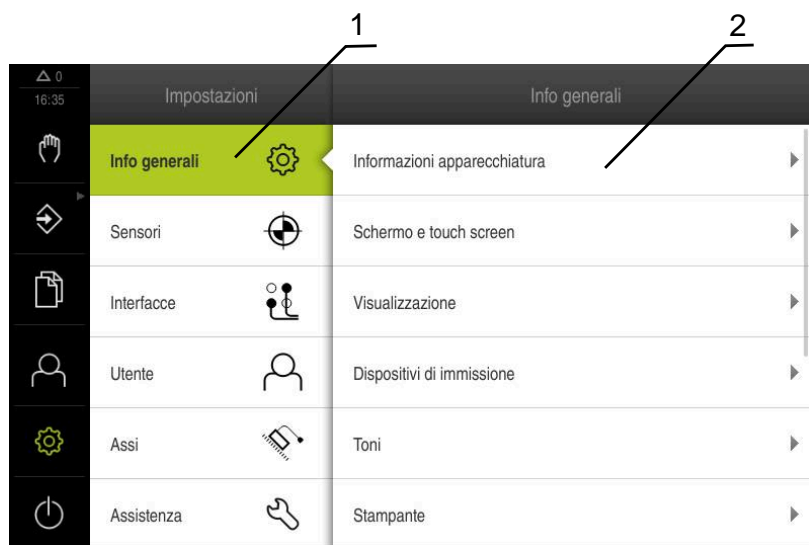 1
2
0
16:35
Impostazioni
Info generali
Info generali
Informazioni apparecchiatura
Sensori
Schermo e touch screen
Interfacce
Visualizzazione
Utente
Dispositivi di immissione
Assi
Toni
Assistenza
Stampante